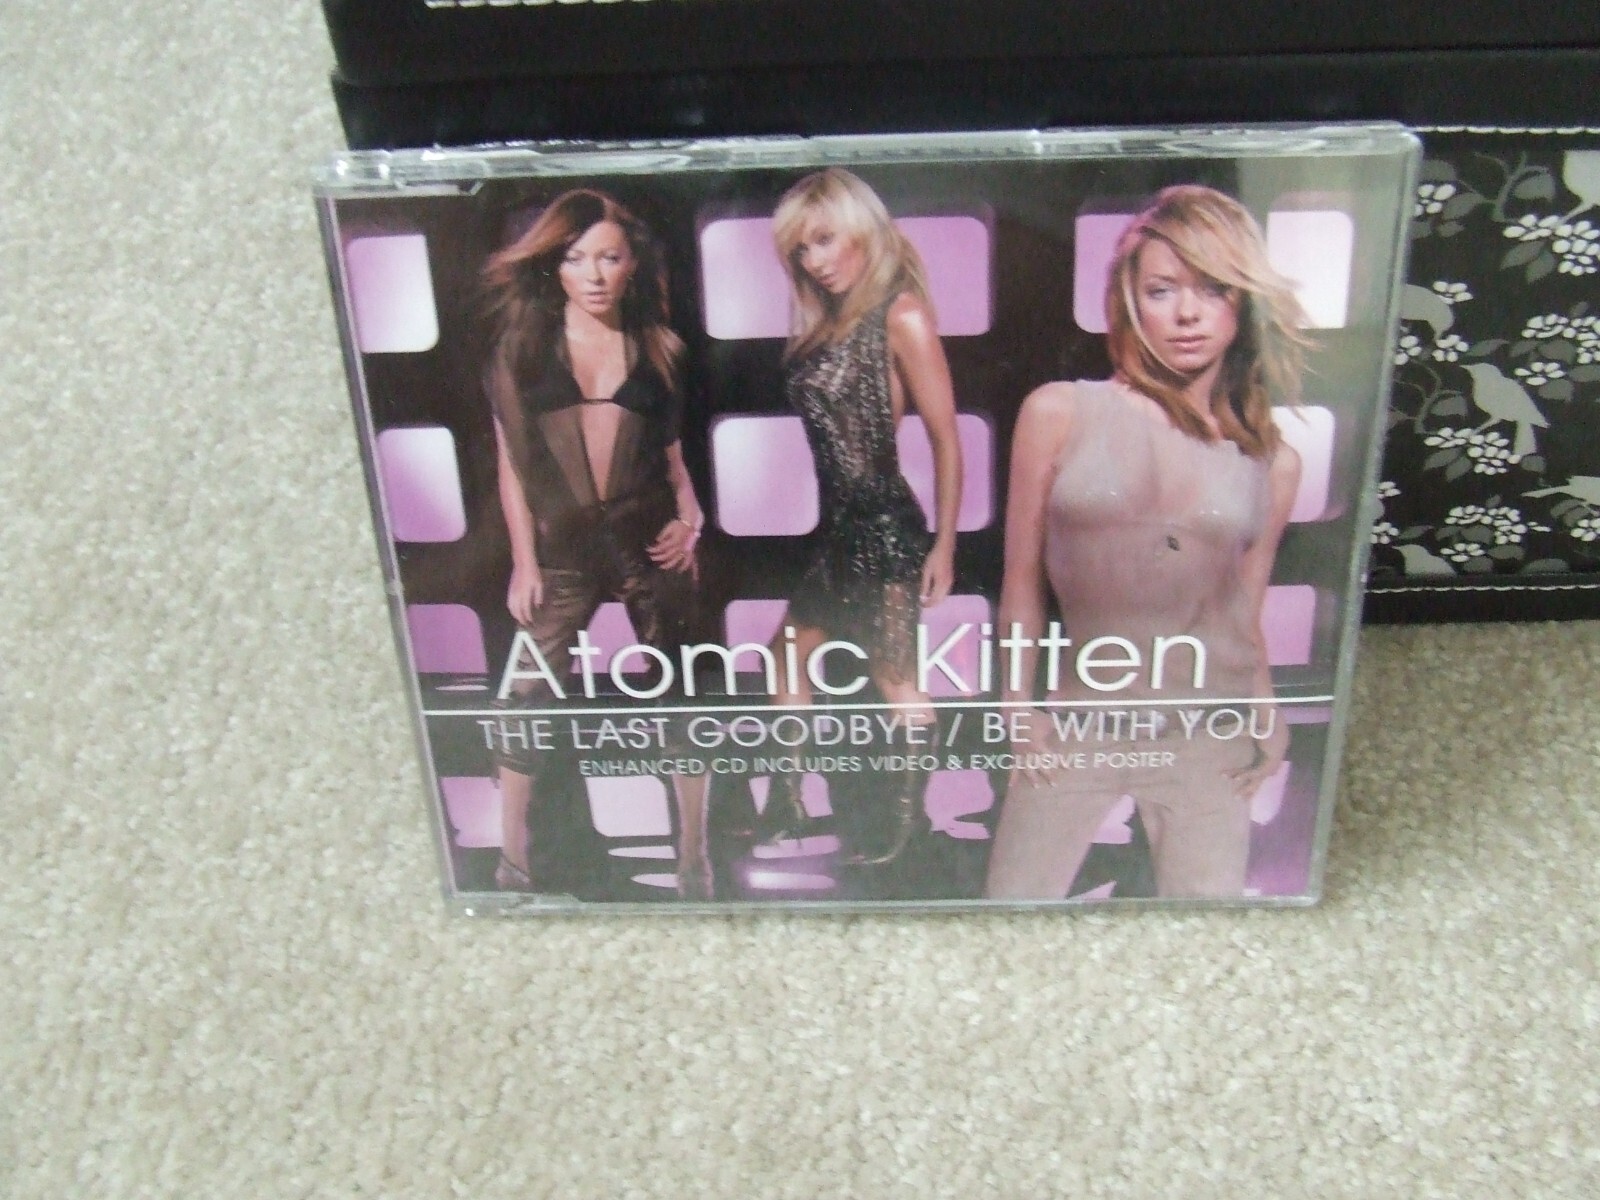 Atomic Kitten
THE LAST GOODBYE / BE WITH YOU
ENHANCED CD INCLUDES VIDEO & EXCLUSIVE POSTER